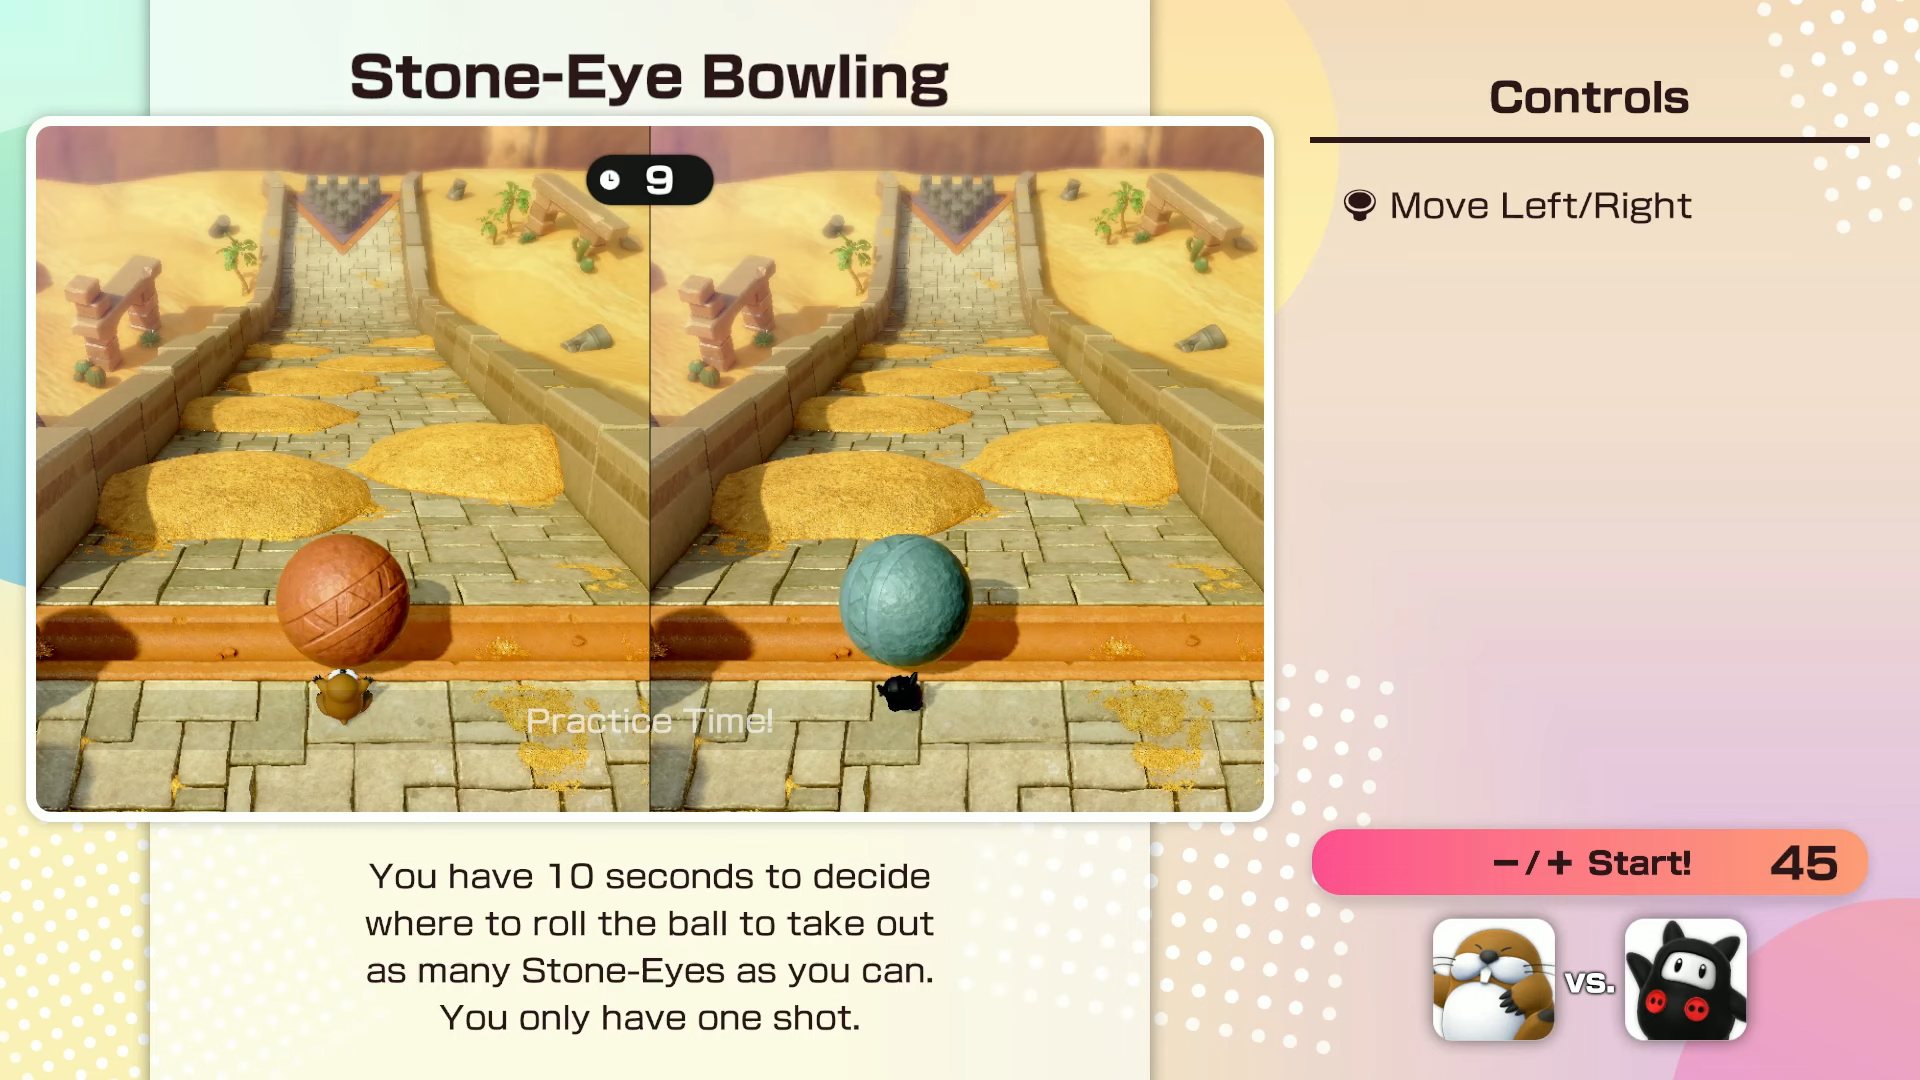 Stone-Eye Bowling
9
Practice Time!
You have 10 seconds to decide
where to roll the ball to take out
as many Stone-Eyes as you can.
You only have one shot.
Controls
Move Left/Right
−/+ Start! 45
vs.